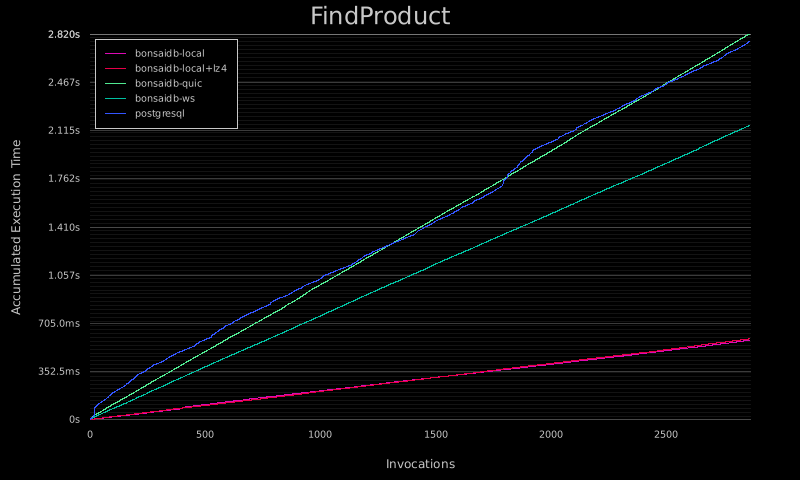 FindProduct
2.820s
2.467s
2.115s
1.762s
1.410s
1.057s
705.0ms
352.5ms
0s
Accumulated Execution Time
bonsaidb-local
bonsaidb-local+lz4
bonsaidb-quic
bonsaidb-ws
postgresql
0
500
1000
1500
2000
2500
Invocations